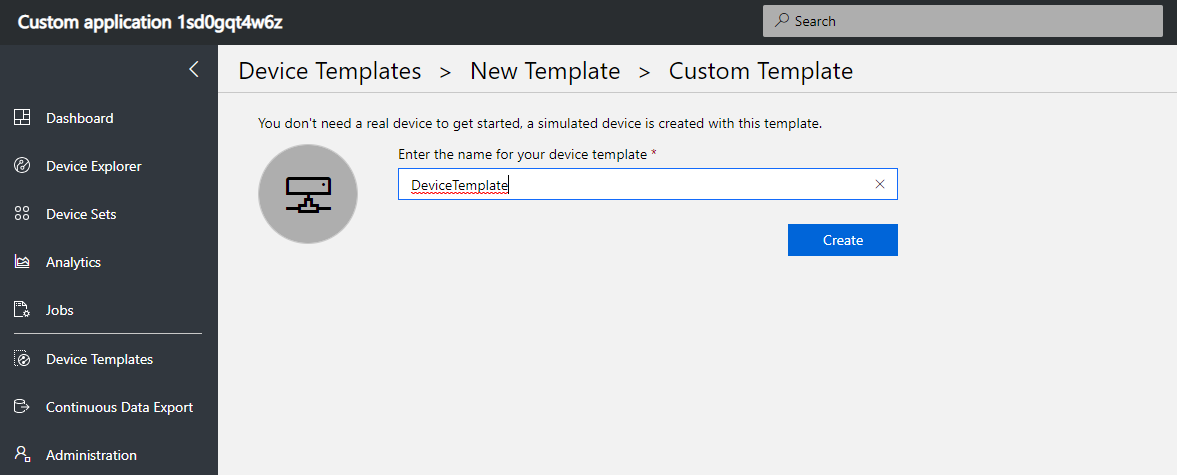 Custom application 1sd0gqt4w6z
Search
Device Templates > New Template > Custom Template
Dashboard
Device Explorer
Device Sets
Analytics
Jobs
Device Templates
Continuous Data Export
Administration
You don't need a real device to get started, a simulated device is created with this template.
Enter the name for your device template *
DeviceTemplate
Create